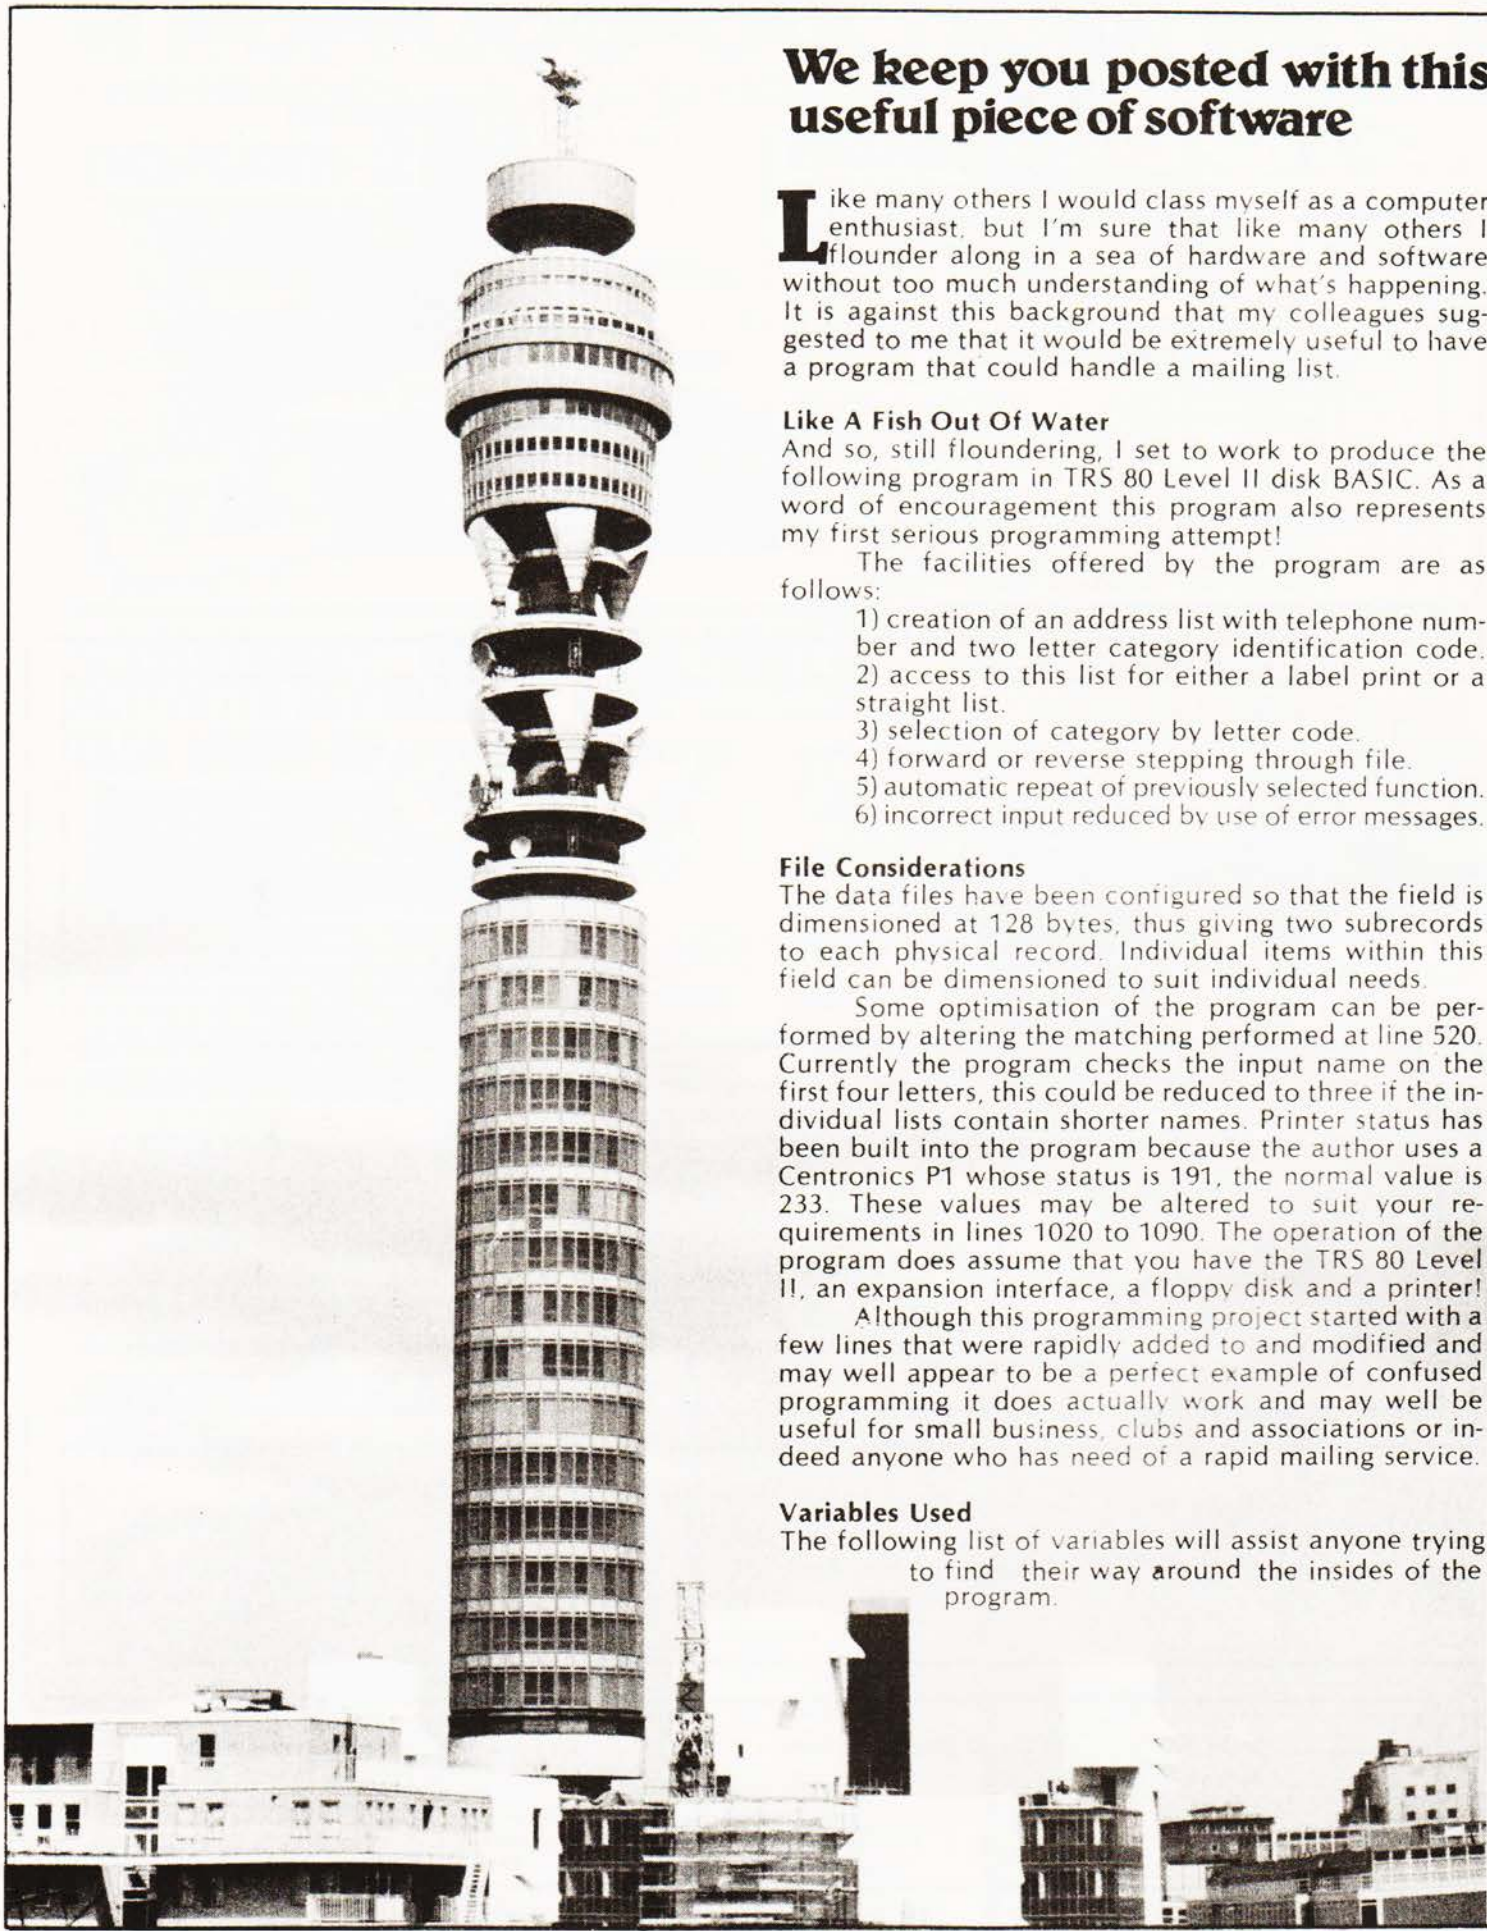 We keep you posted with this
useful piece of software
Like many others I would class myself as a computer
enthusiast, but I'm sure that like many others I
flounder along in a sea of hardware and software
without too much understanding of what's happening.
It is against this background that my colleagues sug-
gested to me that it would be extremely useful to have
a program that could handle a mailing list.
Like A Fish Out Of Water
And so, still floundering, I set to work to produce the
following program in TRS 80 Level II disk BASIC. As a
word of encouragement this program also represents
my first serious programming attempt!
The facilities offered by the program are as
follows:
1) creation of an address list with telephone num-
ber and two letter category identification code.
2) access to this list for either a label print or a
straight list.
3) selection of category by letter code.
4) forward or reverse stepping through file.
5) automatic repeat of previously selected function.
6) incorrect input reduced by use of error messages.
File Considerations
The data files have been configured so that the field is
dimensioned at 128 bytes, thus giving two subrecords
to each physical record. Individual items within this
field can be dimensioned to suit individual needs.
Some optimisation of the program can be per-
formed by altering the matching performed at line 520.
Currently the program checks the input name on the
first four letters, this could be reduced to three if the in-
dividual lists contain shorter names. Printer status has
been built into the program because the author uses a
Centronics P1 whose status is 191, the normal value is
233. These values may be altered to suit your re-
quirements in lines 1020 to 1090. The operation of the
program does assume that you have the TRS 80 Level
II, an expansion interface, a floppy disk and a printer!
Although this programming project started with a
few lines that were rapidly added to and modified and
may well appear to be a perfect example of confused
programming it does actually work and may well be
useful for small business, clubs and associations or in-
deed anyone who has need of a rapid mailing service.
Variables Used
The following list of variables will assist anyone trying
to find their way around the insides of the
program.